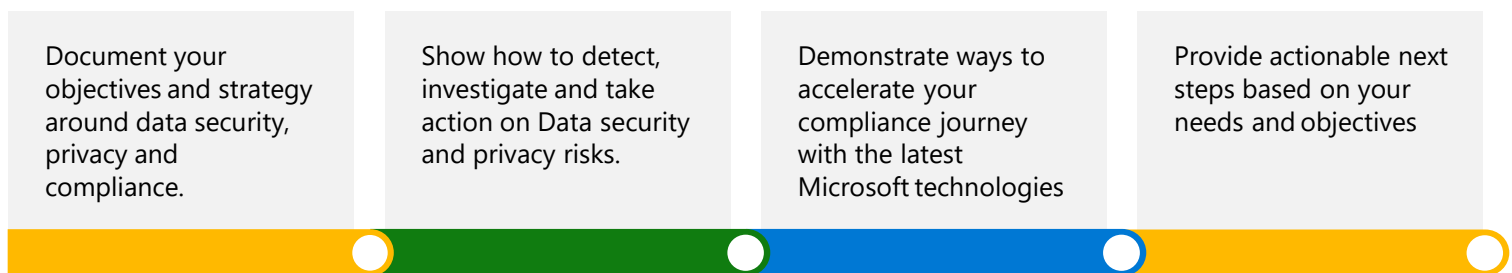 Document your
objectives and strategy
around data security,
privacy and
compliance.
Show how to detect,
investigate and take
action on Data security
and privacy risks.
Demonstrate ways to
accelerate your
compliance journey
with the latest
Microsoft technologies
Provide actionable next
steps based on your
needs and objectives